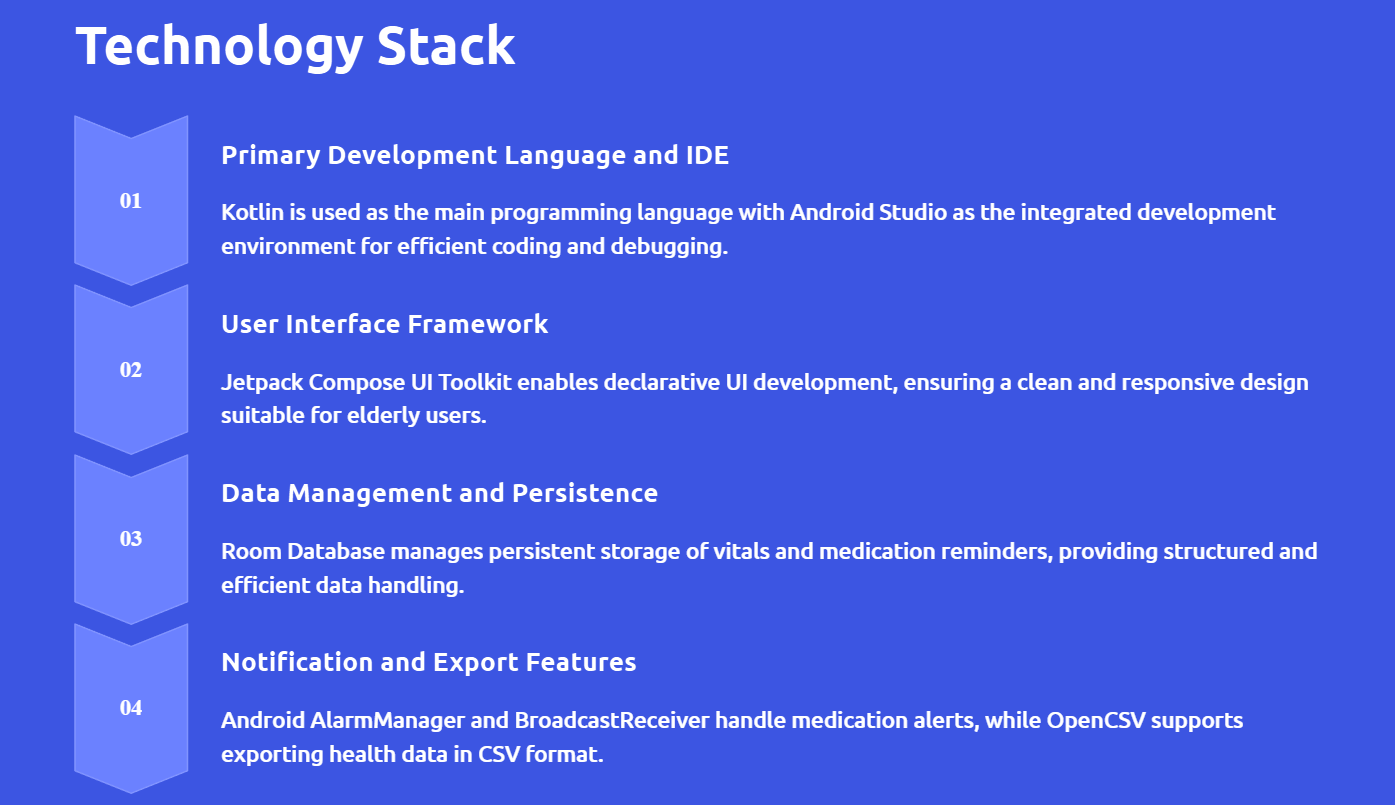 Technology Stack
01
Primary Development Language and IDE
Kotlin is used as the main programming language with Android Studio as the integrated development
environment for efficient coding and debugging.
02
User Interface Framework
Jetpack Compose UI Toolkit enables declarative UI development, ensuring a clean and responsive design
suitable for elderly users.
03
Data Management and Persistence
Room Database manages persistent storage of vitals and medication reminders, providing structured and
efficient data handling.
04
Notification and Export Features
Android AlarmManager and BroadcastReceiver handle medication alerts, while OpenCSV supports
exporting health data in CSV format.